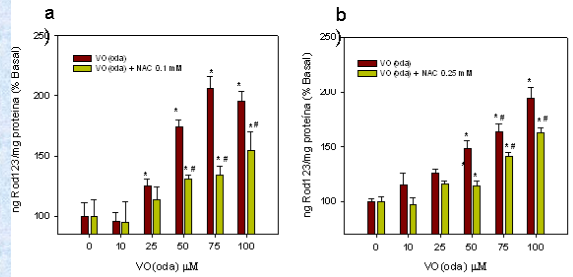 a
)
250
200
150
100
ng Rod123/mg proteína (% Basal)
VO(oda)
VO(oda) + NAC 0.1 mM
*
*
* #
*
* #
*
* #
0 10 25 50 75 100
VO(oda) µM
b
)
250
200
150
100
ng Rod123/mg proteína (% Basal)
VO(oda)
VO(oda) + NAC 0.25 mM
*
*
* #
* #
*
* #
0 10 25 50 75 100
VO(oda) µM